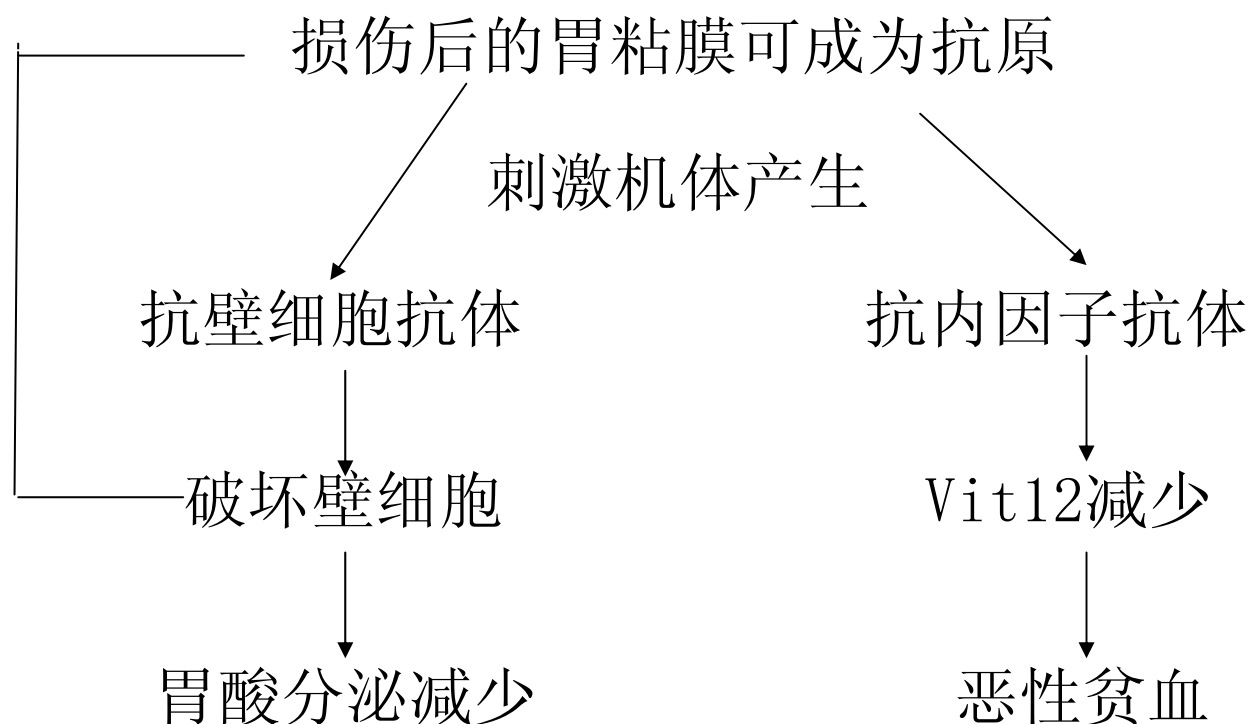 损伤后的胃粘膜可成为抗原
刺激机体产生
抗壁细胞抗体
抗内因子抗体
破坏壁细胞
Vit12减少
胃酸分泌减少
恶性贫血